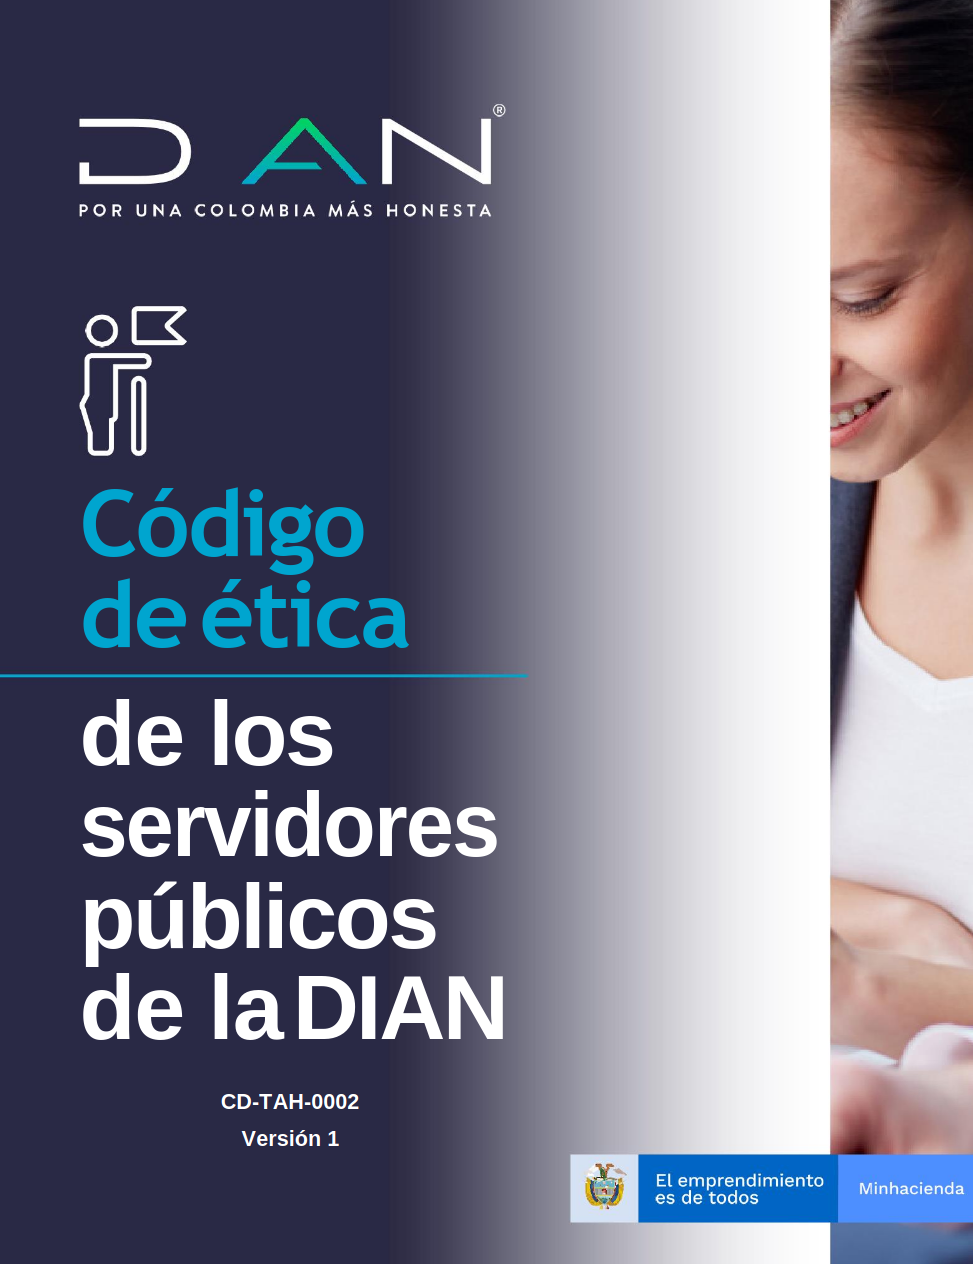 D AN®
POR UNA COLOMBIA MÁS HONESTA
Código
de ética
de los
servidores
públicos
de la DIAN
CD-TAH-0002
Versión 1
El emprendimiento
es de todos
Minhacienda